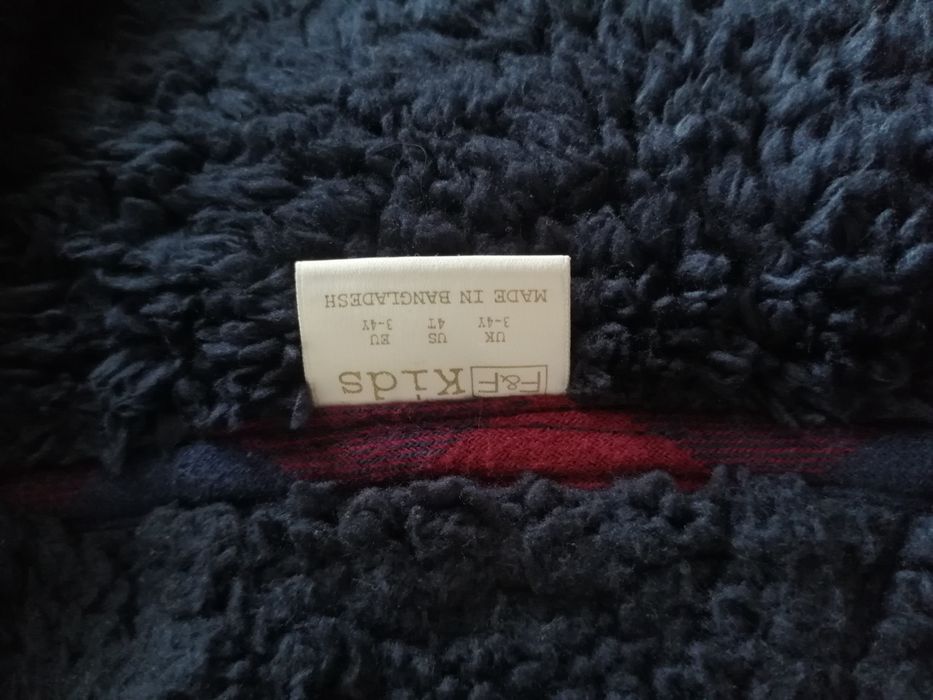 F&F Kids
UK US EU
3-4Y 4T 3-4Y
MADE IN BANGLADESH